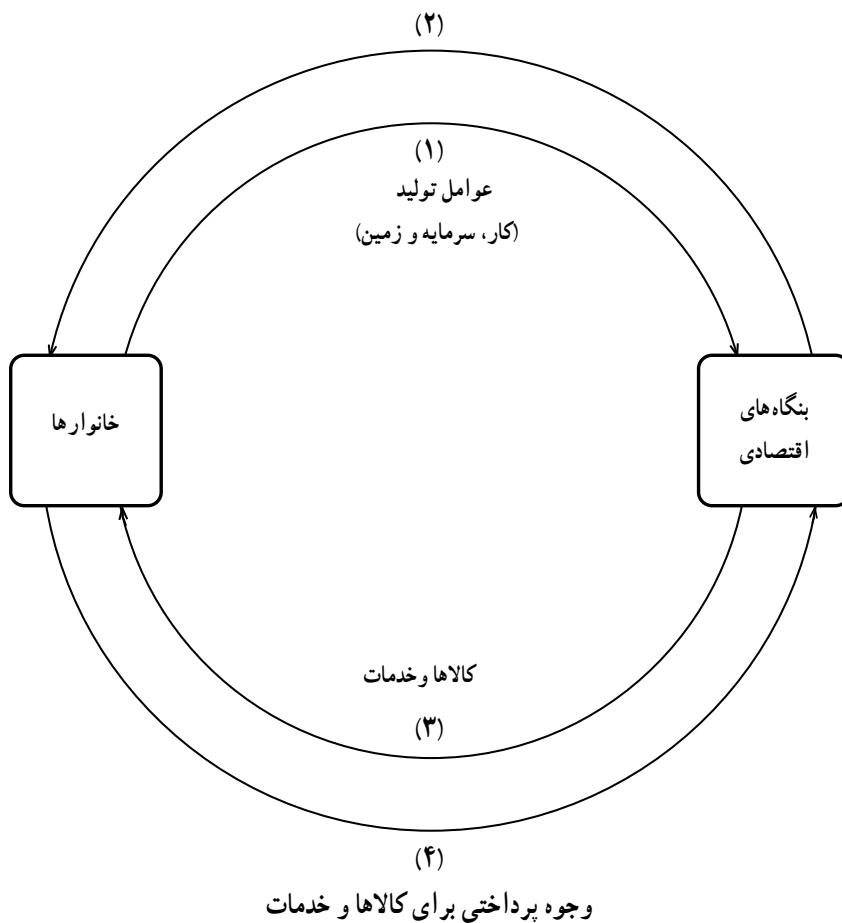 (۲)
(۱)
عوامل تولید
(کار، سرمایه و زمین)
خانوارها
بنگاه‌های
اقتصادی
کالاها وخدمات
(۳)
(۴)
وجوه پرداختی برای کالاها و خدمات